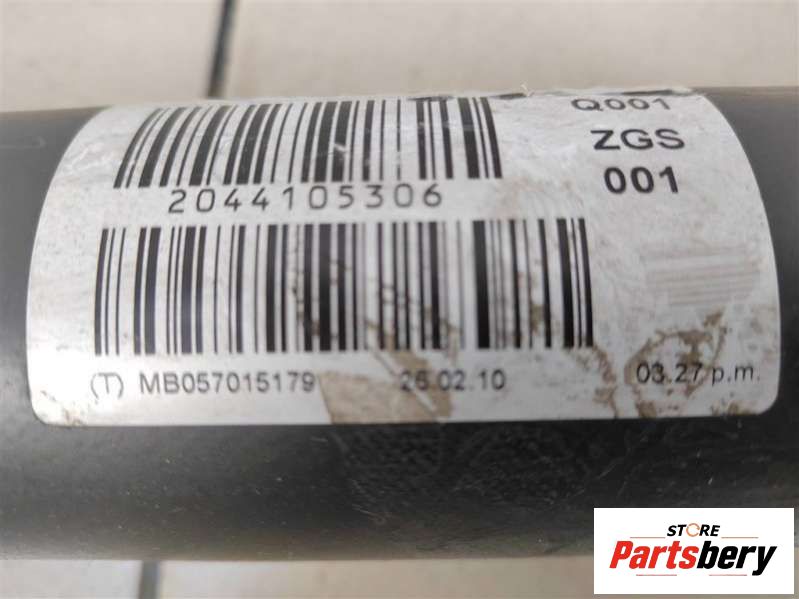 Q001
ZGS
001
2044105306
(T) MB057015179 26.02.10 03.27 p.m.
STORE
Partsbery